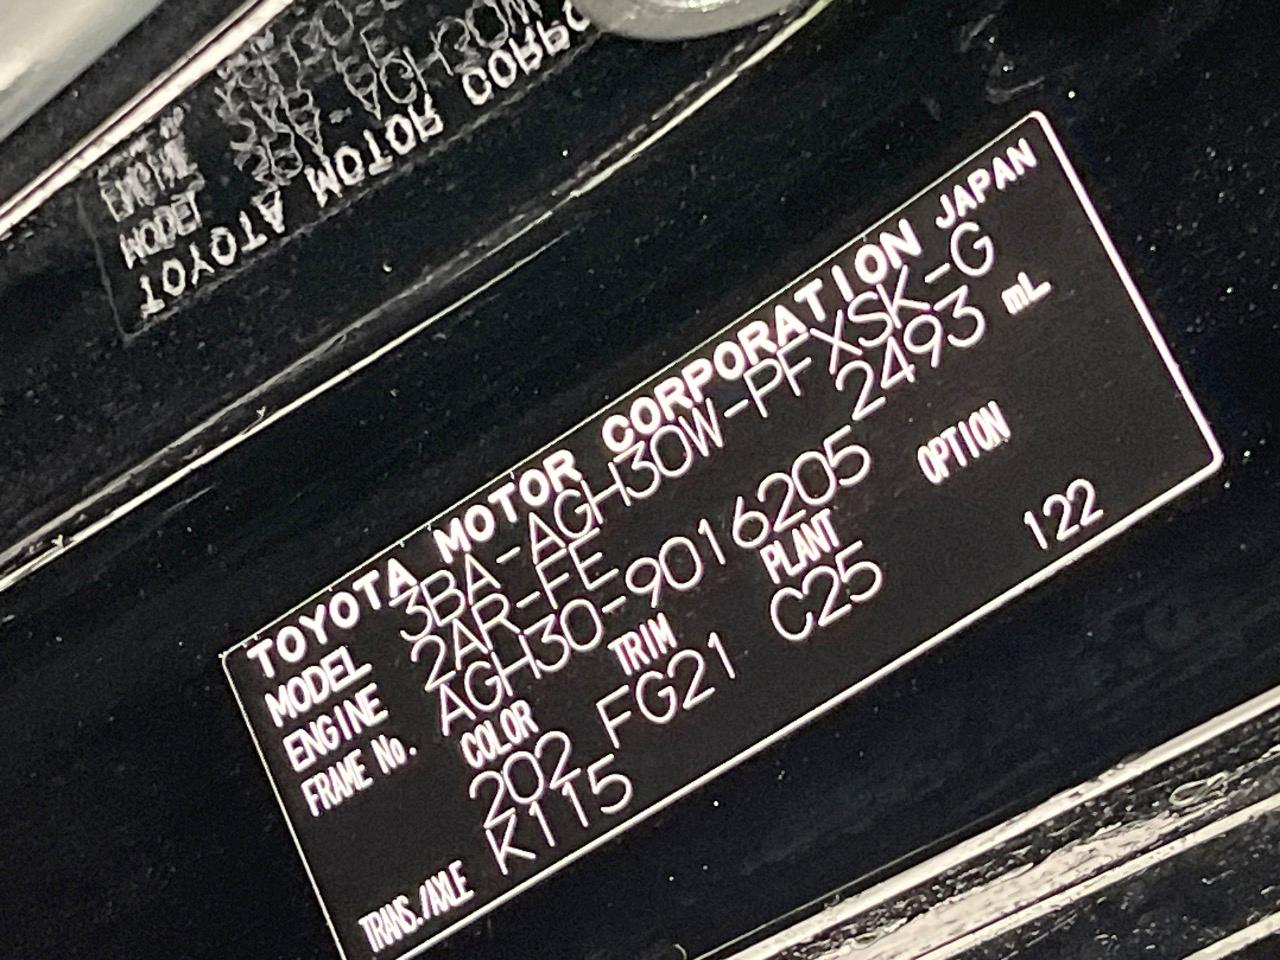 TOYOTA MOTOR CORPORATION JAPAN
MODEL 3BA-AGH30W-PFXSK-G
ENGINE 2AR-FE 2493 mL
FRAME No. AGH30-9016205
COLOR TRIM PLANT OPTION
202 FG21 C25 122
TRANS./AXLE K115
TOYOTA MOTOR CORPO
MODEL
ENGINE